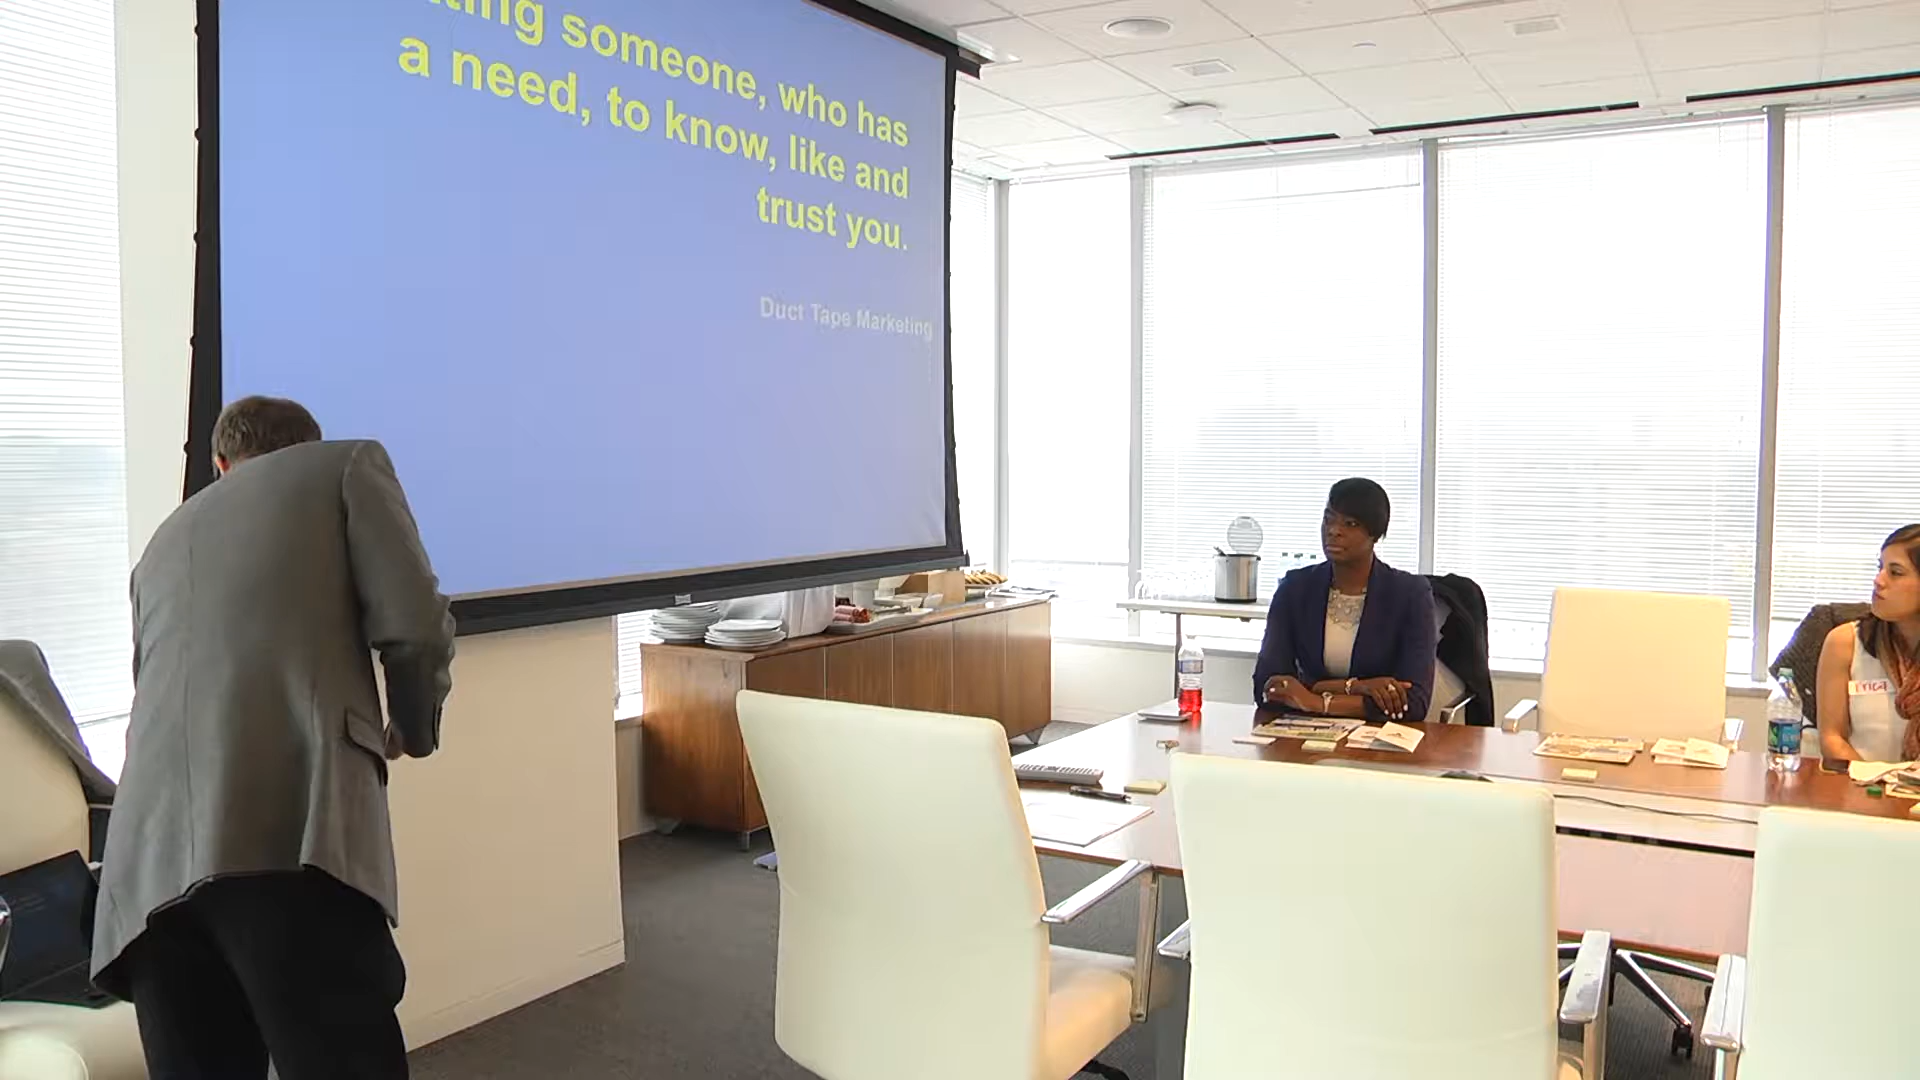 someone, who has
a need, to know, like and
trust you.
Duct Tape Marketing